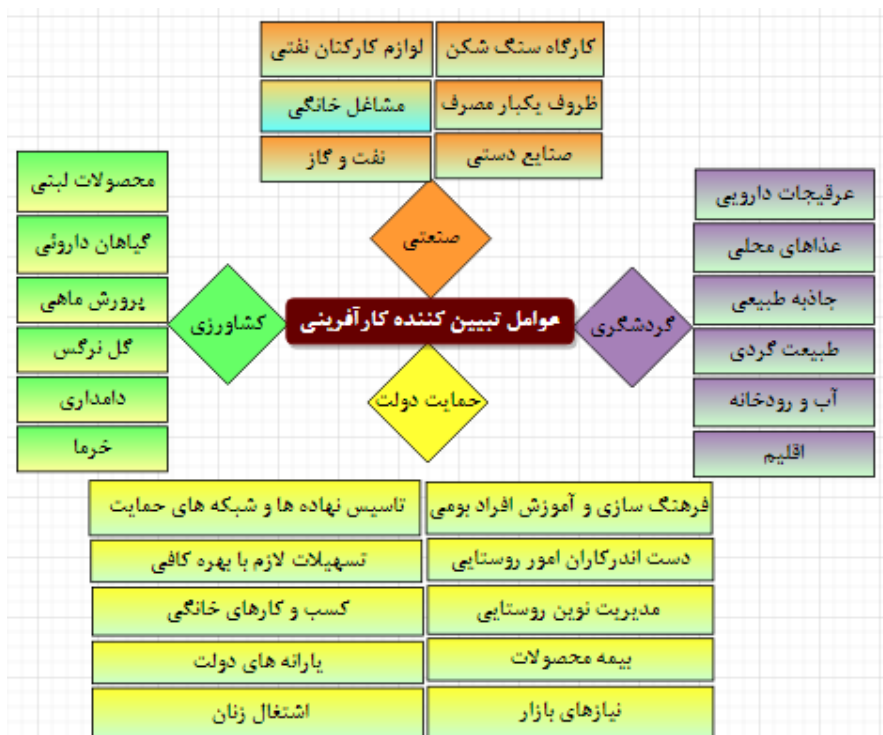 کارگاه سنگ شکن
لوازم کارکنان نفتی
ظروف یکبار مصرف
مشاغل خانگی
صنایع دستی
نفت و گاز
صنعتی
عرقیجات دارویی
عذاهای محلی
جاذبه طبیعی
طبیعت گردی
آب و رودخانه
اقلیم
گردشگری
عوامل تبیین کننده کارآفرینی
کشاورزی
محصولات لبنی
گیاهان داروئی
پرورش ماهی
گل نرگس
دامداری
خرما
حمایت دولت
فرهنگ سازی و آموزش افراد بومی
تاسیس نهاده ها و شبکه های حمایت
دست اندرکاران امور روستایی
تسهیلات لازم با بهره کافی
مدیریت نوین روستایی
کسب و کارهای خانگی
بیمه محصولات
یارانه های دولت
نیازهای بازار
اشتغال زنان